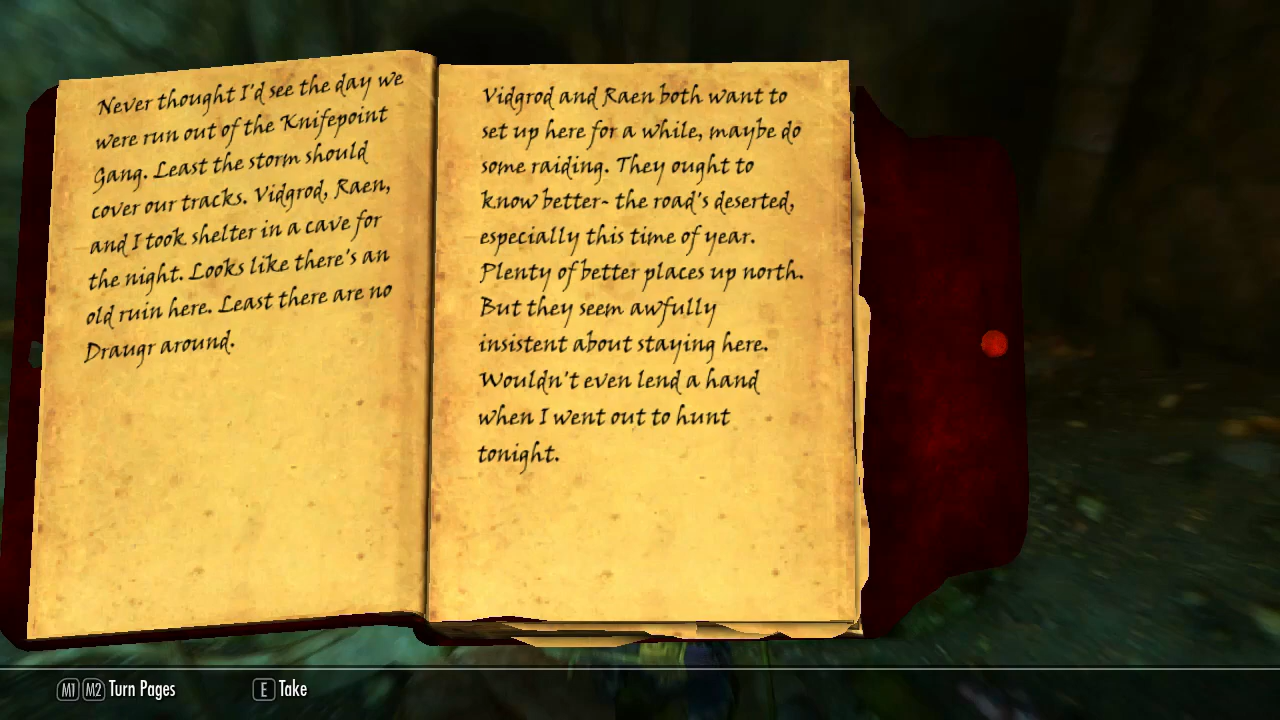 Never thought I'd see the day we
were run out of the Knifepoint
Gang. Least the storm should
cover our tracks. Vidgrod, Raen,
and I took shelter in a cave for
the night. Looks like there's an
old ruin here. Least there are no
Draugr around.
Vidgrod and Raen both want to
set up here for a while, maybe do
some raiding. They ought to
know better- the road's deserted,
especially this time of year.
Plenty of better places up north.
But they seem awfully
insistent about staying here.
Wouldn't even lend a hand
when I went out to hunt
tonight.
M1 M2 Turn Pages E Take